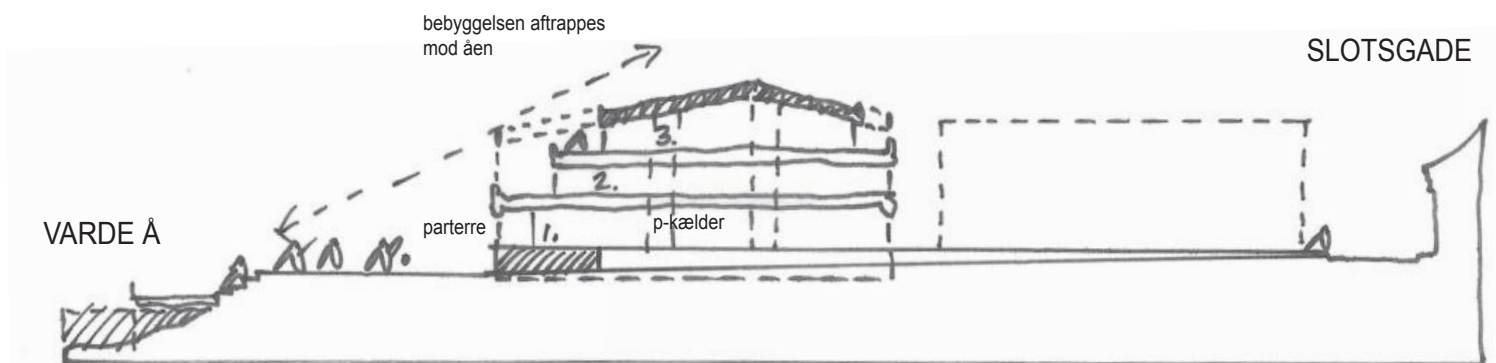 bebyggelsen aftrappes
mod åen
SLOTSGADE
3.
2.
VARDE Å
parterre
1.
p-kælder